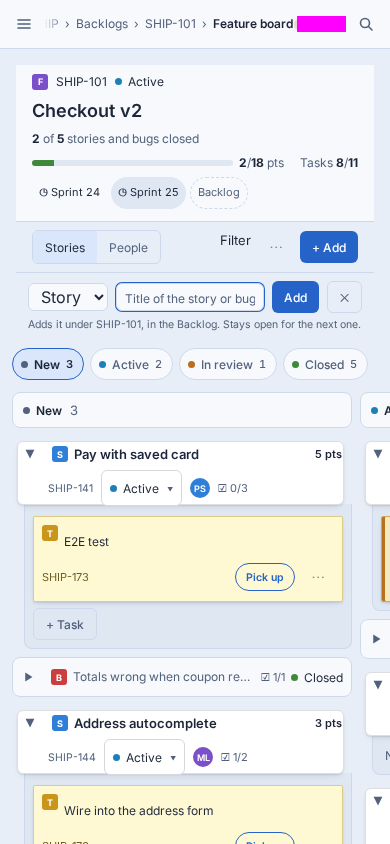 IP › Backlogs › SHIP-101 › Feature board
F SHIP-101 Active
Checkout v2
2 of 5 stories and bugs closed
2/18 pts Tasks 8/11
Sprint 24 Sprint 25 Backlog
Stories People Filter ... + Add
Story Title of the story or bug Add ×
Adds it under SHIP-101, in the Backlog. Stays open for the next one.
New 3 Active 2 In review 1 Closed 5
New 3
S Pay with saved card 5 pts
SHIP-141 Active PS 0/3
T E2E test
SHIP-173 Pick up ...
+ Task
B Totals wrong when coupon re... 1/1 Closed
S Address autocomplete 3 pts
SHIP-144 Active ML 1/2
T Wire into the address form